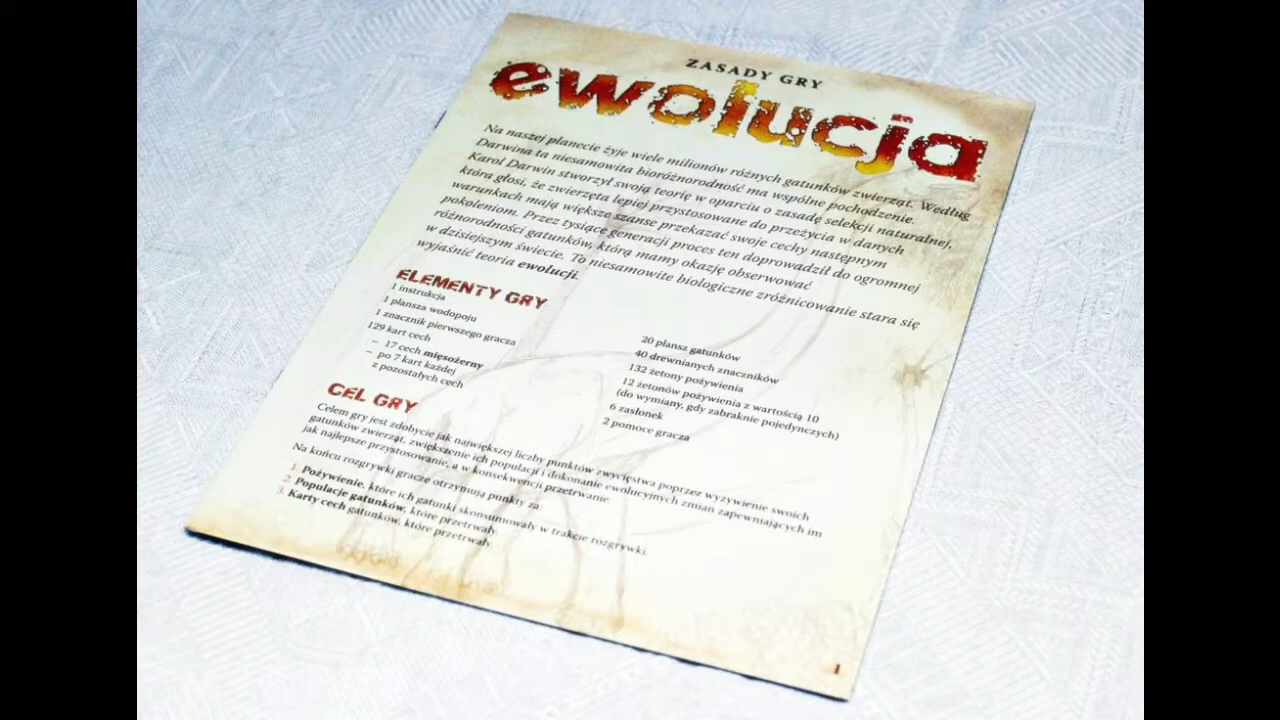 ZASADY GRY
ewolucja
Na naszej planecie żyje wiele milionów różnych gatunków zwierząt. Według
Darwina ta niesamowita bioróżnorodność ma wspólne pochodzenie.
Karol Darwin stworzył swoją teorię w oparciu o zasadę selekcji naturalnej,
która głosi, że zwierzęta lepiej przystosowane do przeżycia w danych
warunkach mają większe szanse przekazać swoje cechy następnym
pokoleniom. Przez tysiące generacji proces ten doprowadził do ogromnej
różnorodności gatunków, którą mamy okazję obserwować
w dzisiejszym świecie. To niesamowite biologiczne zróżnicowanie stara się
wyjaśnić teoria ewolucji.
ELEMENTY GRY
1 instrukcja
1 plansza wodopoju
1 znacznik pierwszego gracza
129 kart cech
– 17 cech mięsożerny
– po 7 kart każdej
z pozostałych cech
20 plansz gatunków
40 drewnianych znaczników
132 żetony pożywienia
12 żetonów pożywienia z wartością 10
(do wymiany, gdy zabraknie pojedynczych)
6 zasłonek
2 pomoce gracza
CEL GRY
Celem gry jest zdobycie jak największej liczby punktów zwycięstwa poprzez wyżywienie swoich
gatunków zwierząt, zwiększenie ich populacji i dokonanie ewolucyjnych zmian zapewniających im
jak najlepsze przystosowanie, a w konsekwencji przetrwanie.
Na końcu rozgrywki gracze otrzymują punkty za:
1. Pożywienie, które ich gatunki skonsumowały w trakcie rozgrywki.
2. Populacje gatunków, które przetrwały.
3. Karty cech gatunków, które przetrwały.
1